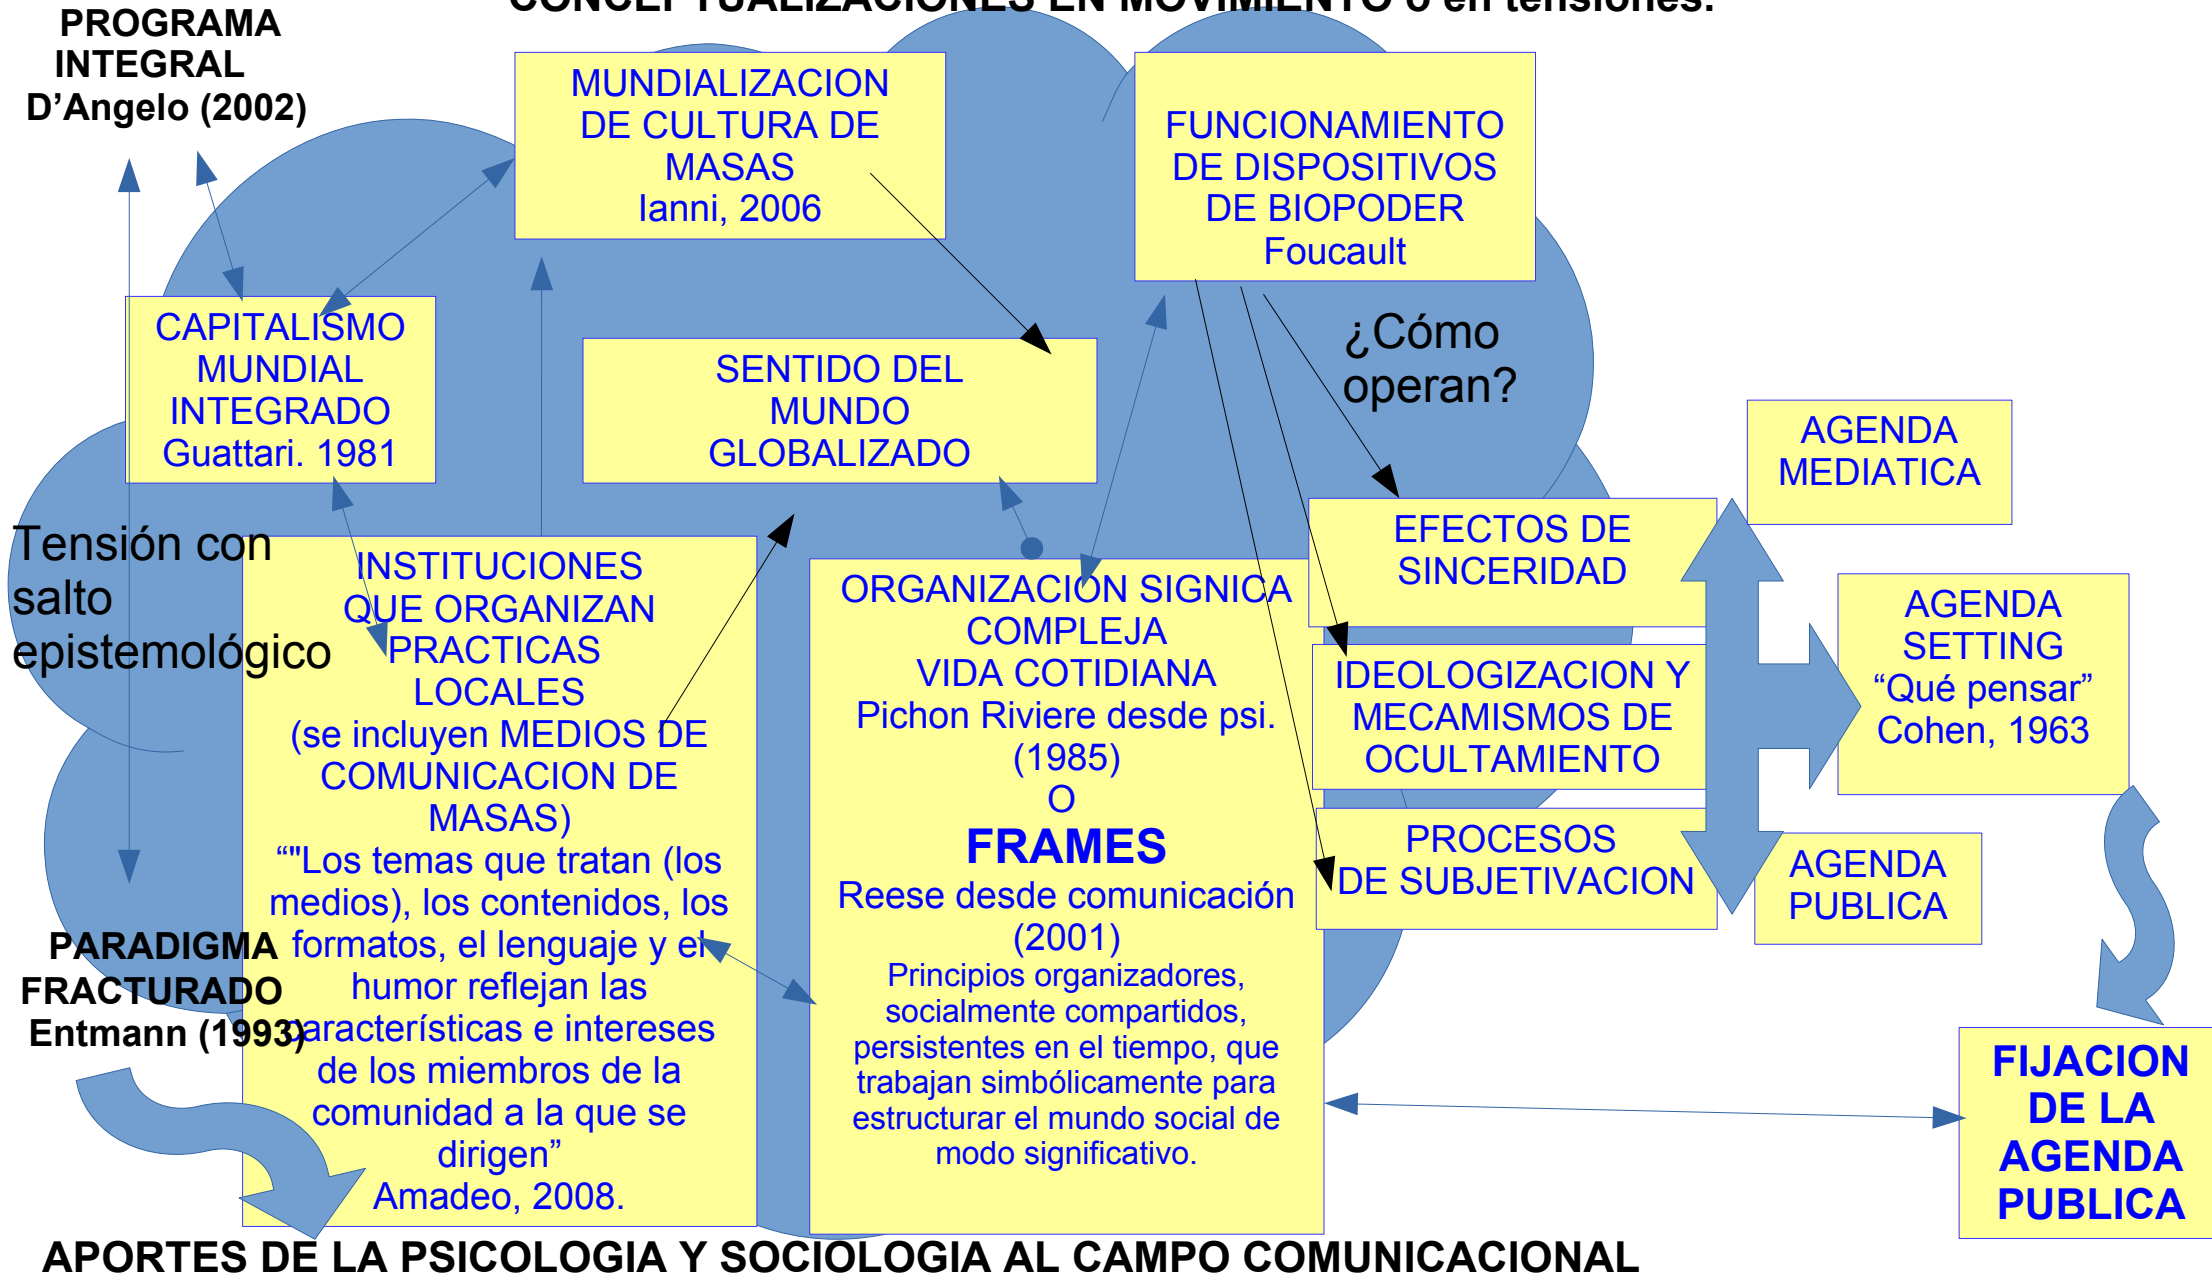 CONCEPTUALIZACIONES EN MOVIMIENTO o en tensiones.
PROGRAMA
INTEGRAL
D’Angelo (2002)
MUNDIALIZACION
DE CULTURA DE
MASAS
Ianni, 2006
FUNCIONAMIENTO
DE DISPOSITIVOS
DE BIOPODER
Foucault
CAPITALISMO
MUNDIAL
INTEGRADO
Guattari. 1981
SENTIDO DEL
MUNDO
GLOBALIZADO
¿Cómo
operan?
AGENDA
MEDIATICA
Tensión con
salto
epistemológico
INSTITUCIONES
QUE ORGANIZAN
PRACTICAS
LOCALES
(se incluyen MEDIOS DE
COMUNICACION DE
MASAS)
“"Los temas que tratan (los
medios), los contenidos, los
formatos, el lenguaje y el
humor reflejan las
características e intereses
de los miembros de la
comunidad a la que se
dirigen”
Amadeo, 2008.
ORGANIZACION SIGNICA
COMPLEJA
VIDA COTIDIANA
Pichon Riviere desde psi.
(1985)
O
FRAMES
Reese desde comunicación
(2001)
Principios organizadores,
socialmente compartidos,
persistentes en el tiempo, que
trabajan simbólicamente para
estructurar el mundo social de
modo significativo.
EFECTOS DE
SINCERIDAD
IDEOLOGIZACION Y
MECAMISMOS DE
OCULTAMIENTO
PROCESOS
DE SUBJETIVACION
AGENDA
SETTING
“Qué pensar”
Cohen, 1963
AGENDA
PUBLICA
PARADIGMA
FRACTURADO
Entmann (1993)
FIJACION
DE LA
AGENDA
PUBLICA
APORTES DE LA PSICOLOGIA Y SOCIOLOGIA AL CAMPO COMUNICACIONAL